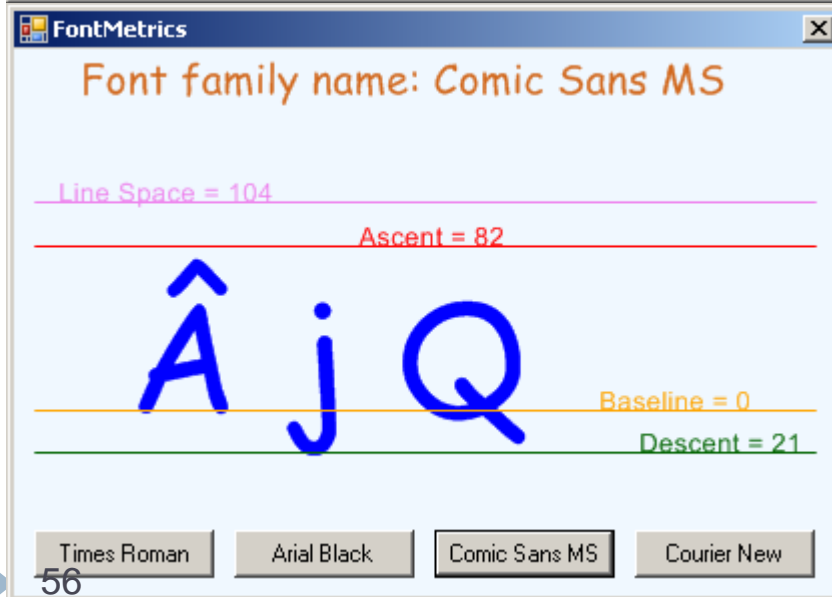 FontMetrics
Font family name: Comic Sans MS
Line Space = 104
Ascent = 82
Â j Q
Baseline = 0
Descent = 21
Times Roman Arial Black Comic Sans MS Courier New
56